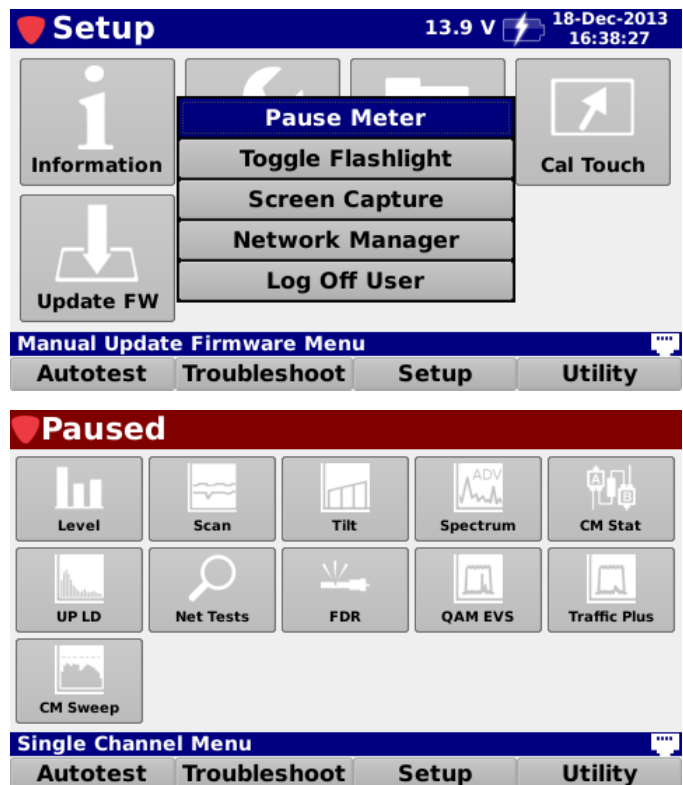 Setup
13.9 V
18-Dec-2013
16:38:27
Pause Meter
Toggle Flashlight
Screen Capture
Network Manager
Log Off User
Information
Cal Touch
Update FW
Manual Update Firmware Menu
Autotest Troubleshoot Setup Utility
Paused
Level Scan Tilt ADV Spectrum A B CM Stat
UP LD Net Tests FDR QAM EVS Traffic Plus
CM Sweep
Single Channel Menu
Autotest Troubleshoot Setup Utility